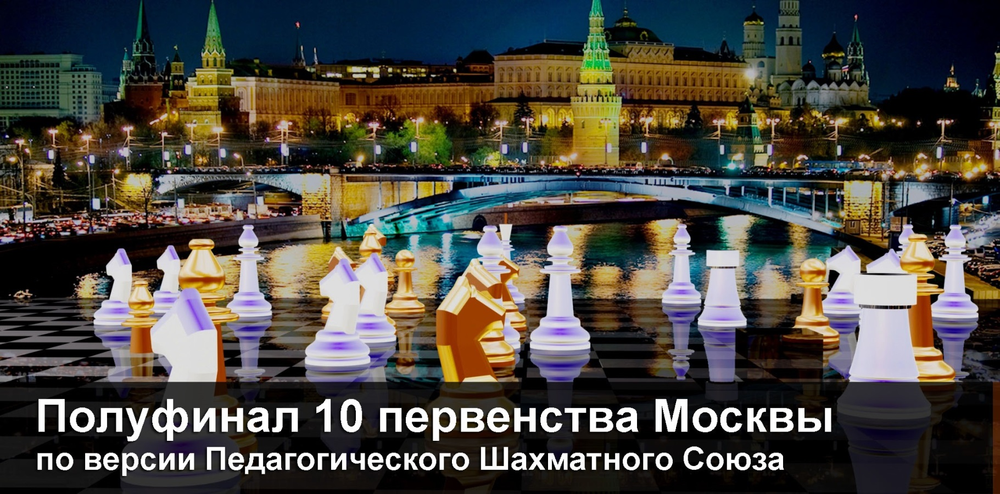 Полуфинал 10 первенства Москвы
по версии Педагогического Шахматного Союза